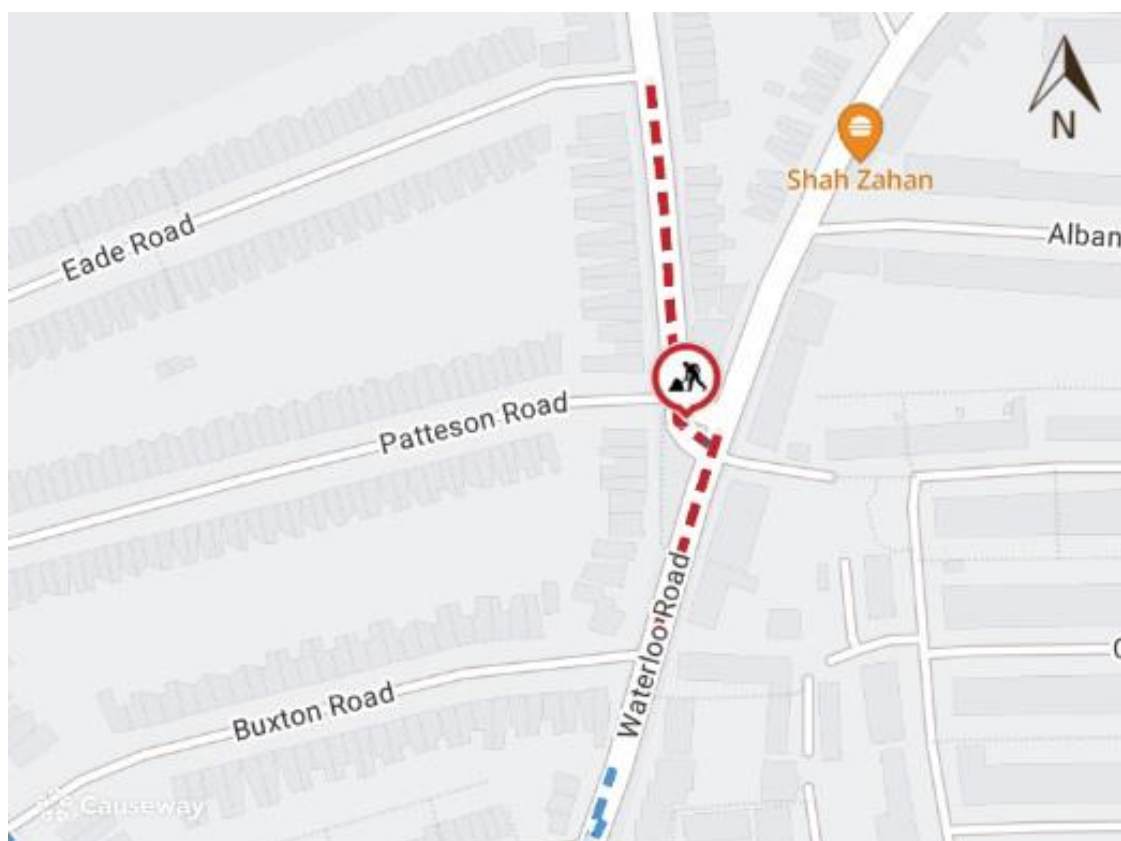 N
Shah Zahan
Eade Road
Alban
Patteson Road
Waterloo Road
Buxton Road
Causeway